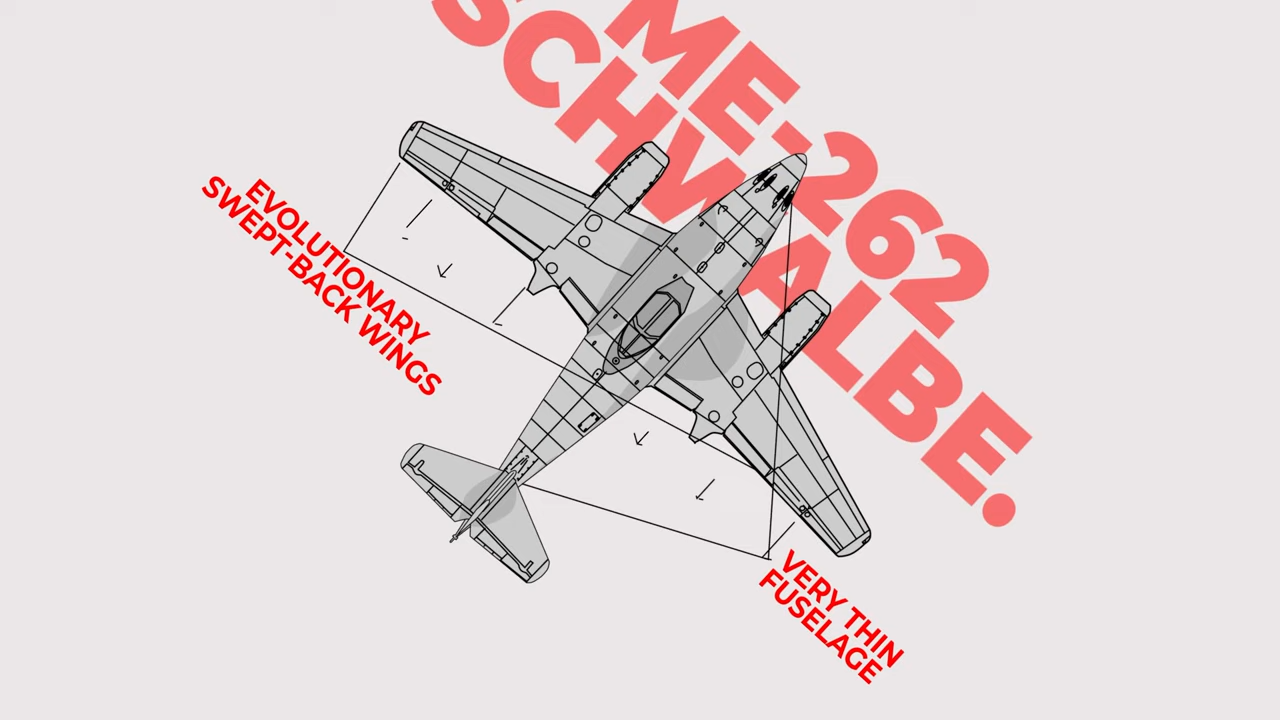 ME-262
SCHWALBE.
EVOLUTIONARY
SWEPT-BACK WINGS
VERY THIN
FUSELAGE